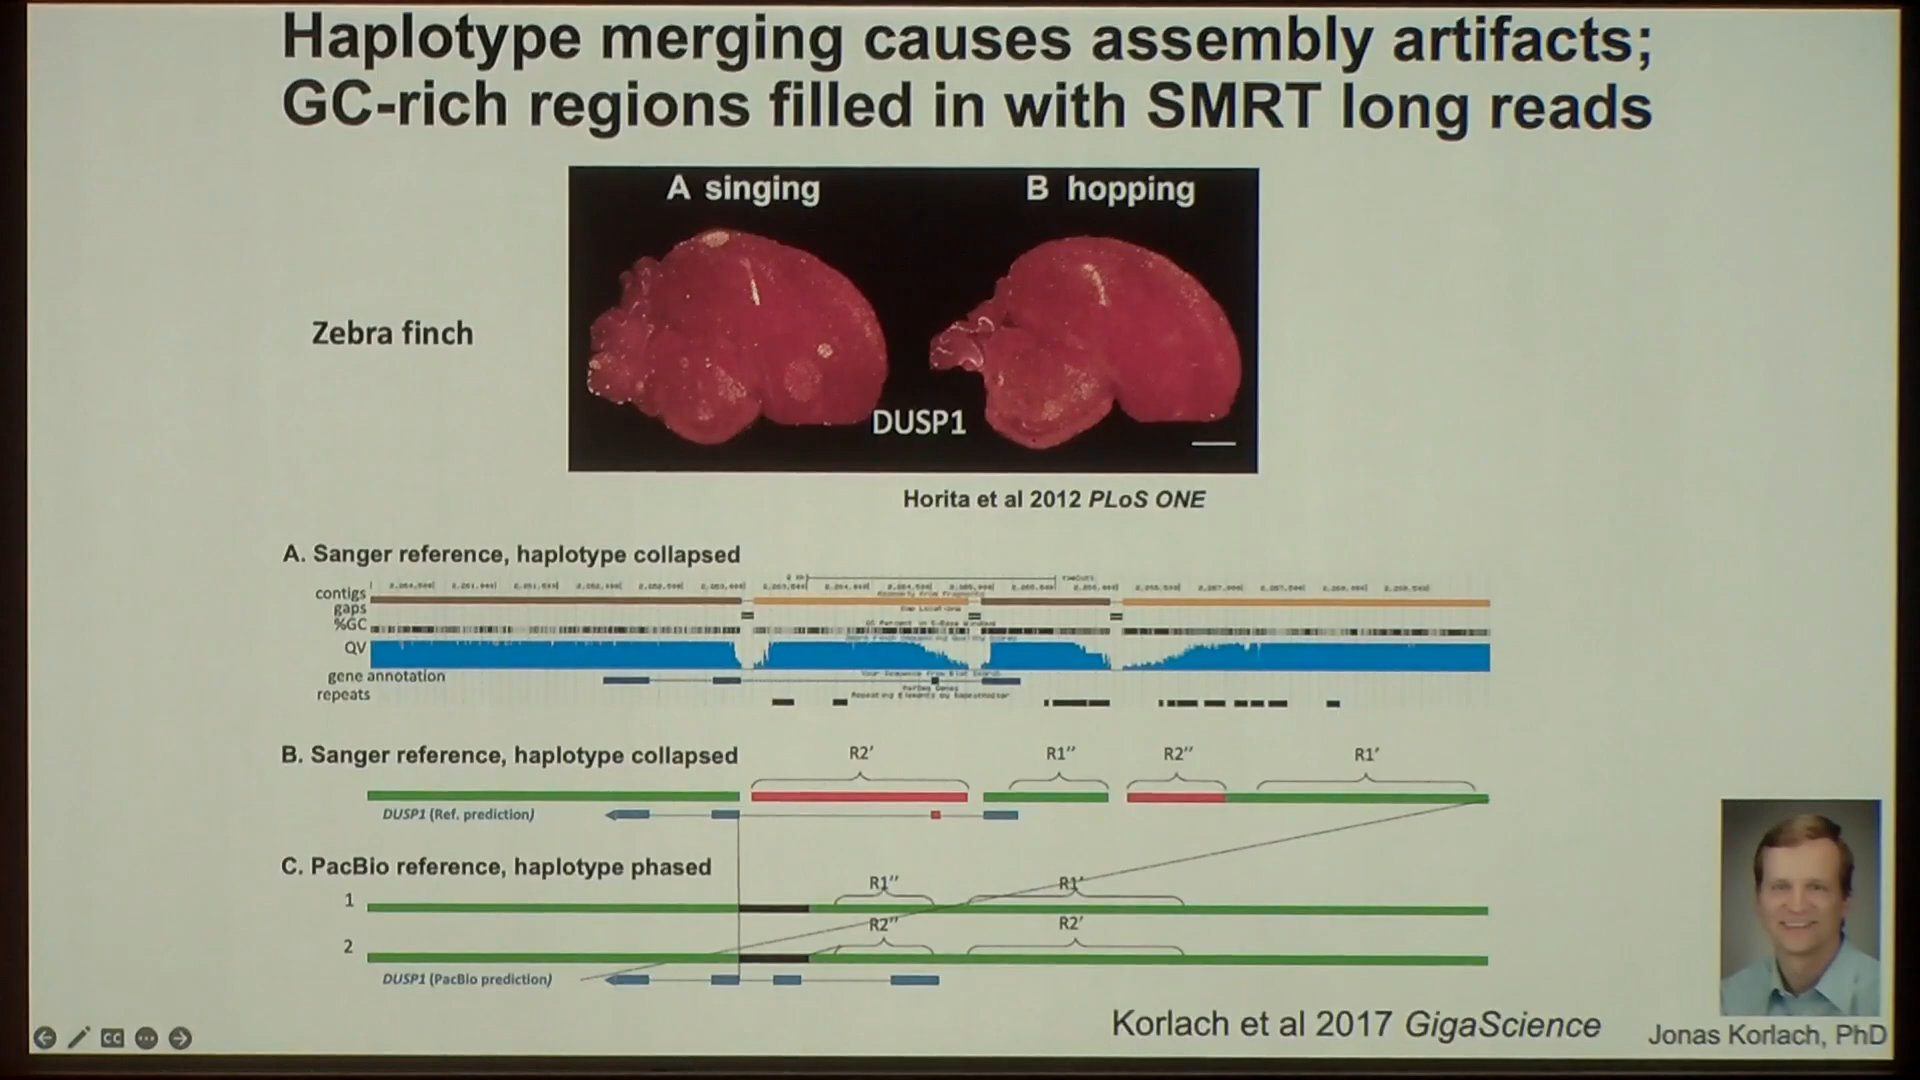 Haplotype merging causes assembly artifacts;
GC-rich regions filled in with SMRT long reads
A singing
B hopping
Zebra finch
DUSP1
Horita et al 2012 PLoS ONE
A. Sanger reference, haplotype collapsed
contigs
gaps
%GC
QV
gene annotation
repeats
B. Sanger reference, haplotype collapsed
R2′
R1″
R2″
R1′
DUSP1 (Ref. prediction)
C. PacBio reference, haplotype phased
R1″
R1′
1
R2″
R2′
2
DUSP1 (PacBio prediction)
Korlach et al 2017 GigaScience
Jonas Korlach, PhD
CC